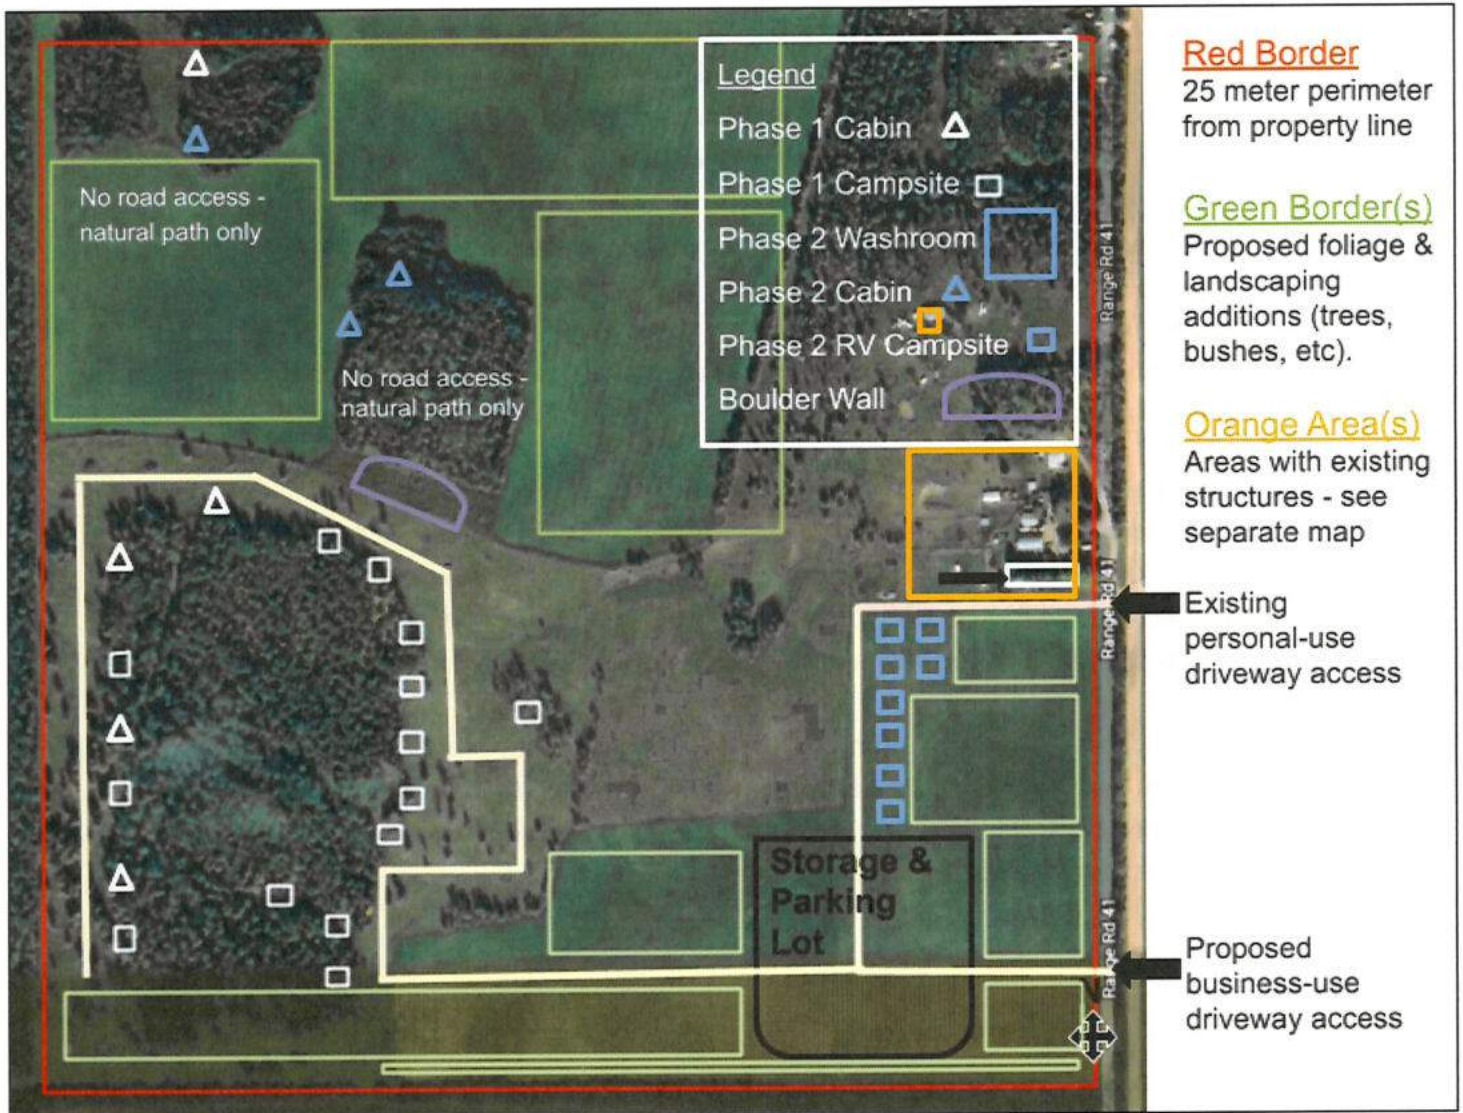 No road access -
natural path only
No road access -
natural path only
Legend
Phase 1 Cabin
Phase 1 Campsite
Phase 2 Washroom
Phase 2 Cabin
Phase 2 RV Campsite
Boulder Wall
Range Rd 41
Range Rd 41
Range Rd 41
Storage &
Parking
Lot
Red Border
25 meter perimeter
from property line
Green Border(s)
Proposed foliage &
landscaping
additions (trees,
bushes, etc).
Orange Area(s)
Areas with existing
structures - see
separate map
Existing
personal-use
driveway access
Proposed
business-use
driveway access